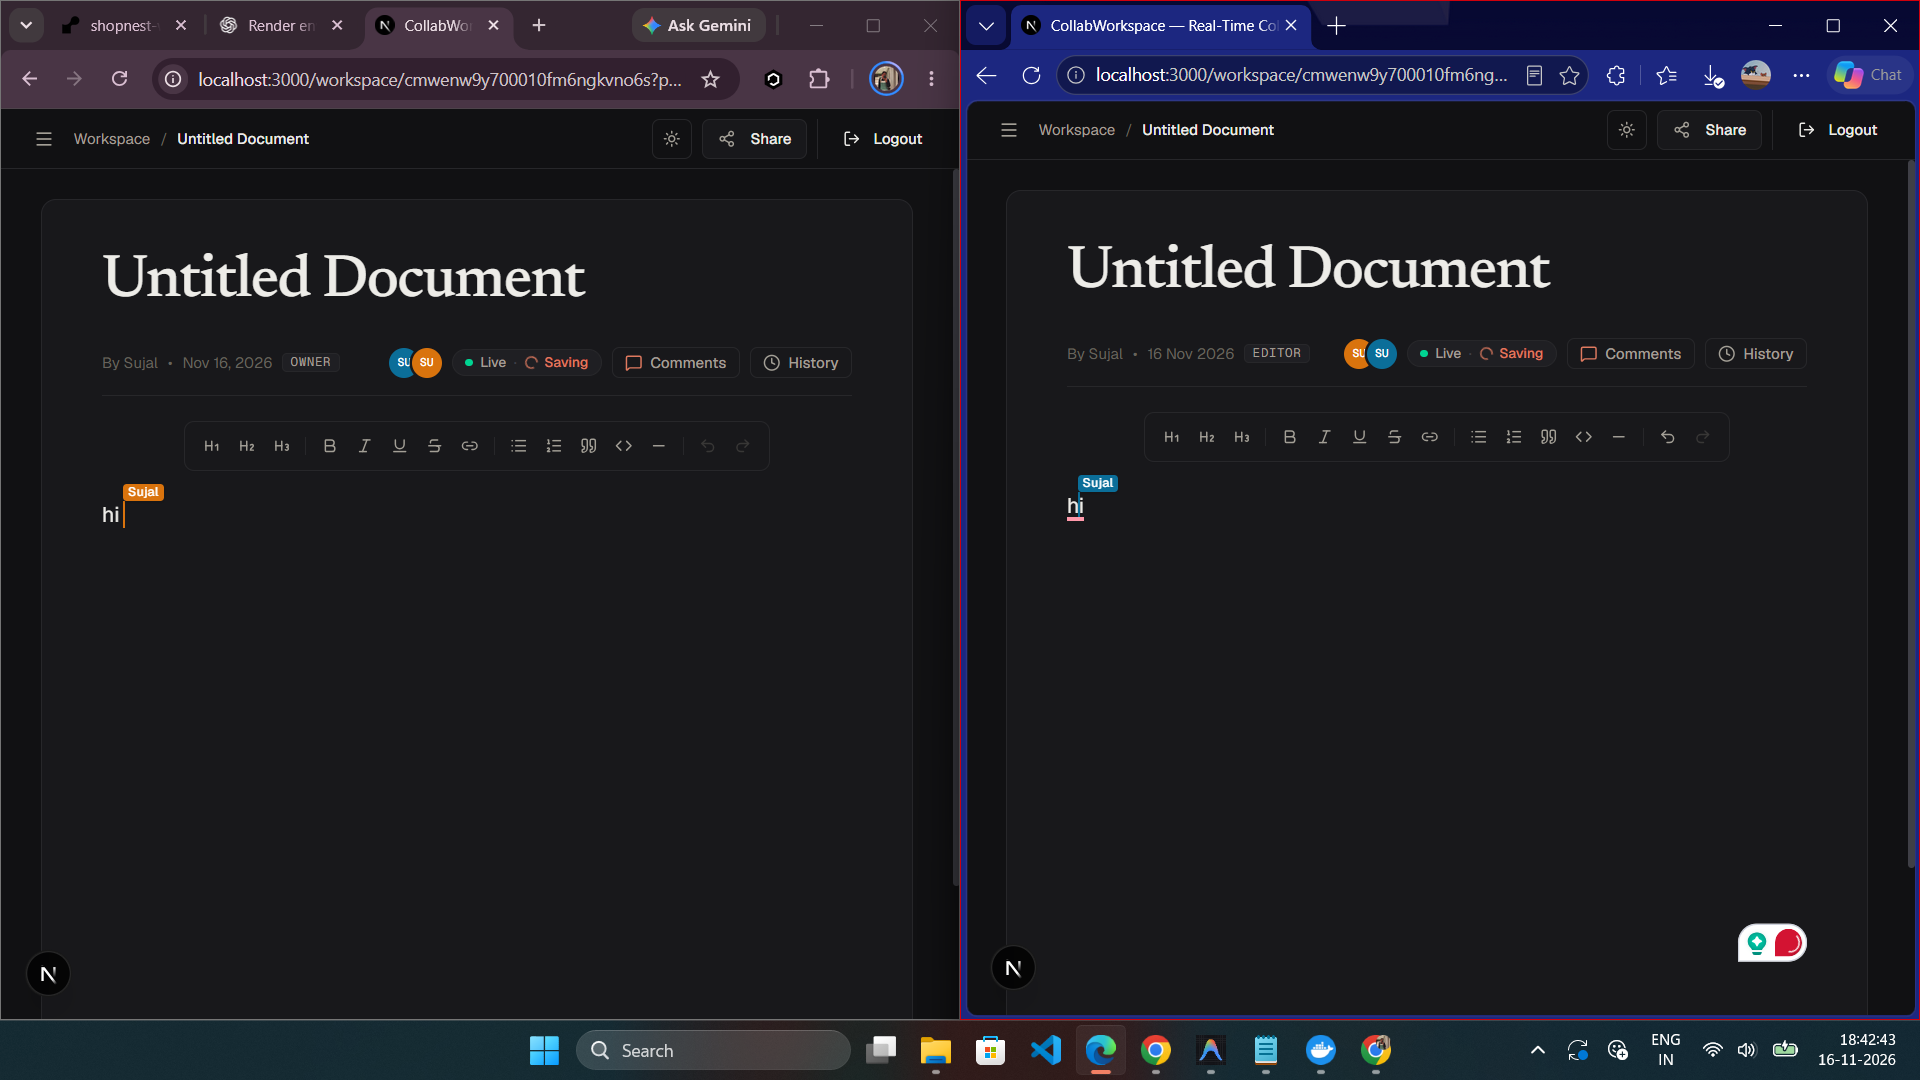 shopnest-
Render en
CollabWo
Ask Gemini
localhost:3000/workspace/cmwenw9y700010fm6ngkvno6s?p...
Workspace / Untitled Document
Share
Logout
Untitled Document
By Sujal • Nov 16, 2026 OWNER
SU SU
Live · Saving
Comments
History
H1 H2 H3 B I U S
Sujal
hi
N
CollabWorkspace — Real-Time Col
localhost:3000/workspace/cmwenw9y700010fm6ng...
Chat
Workspace / Untitled Document
Share
Logout
Untitled Document
By Sujal • 16 Nov 2026 EDITOR
SU SU
Live · Saving
Comments
History
H1 H2 H3 B I U S
Sujal
hi
N
Search
ENG
IN
18:42:43
16-11-2026